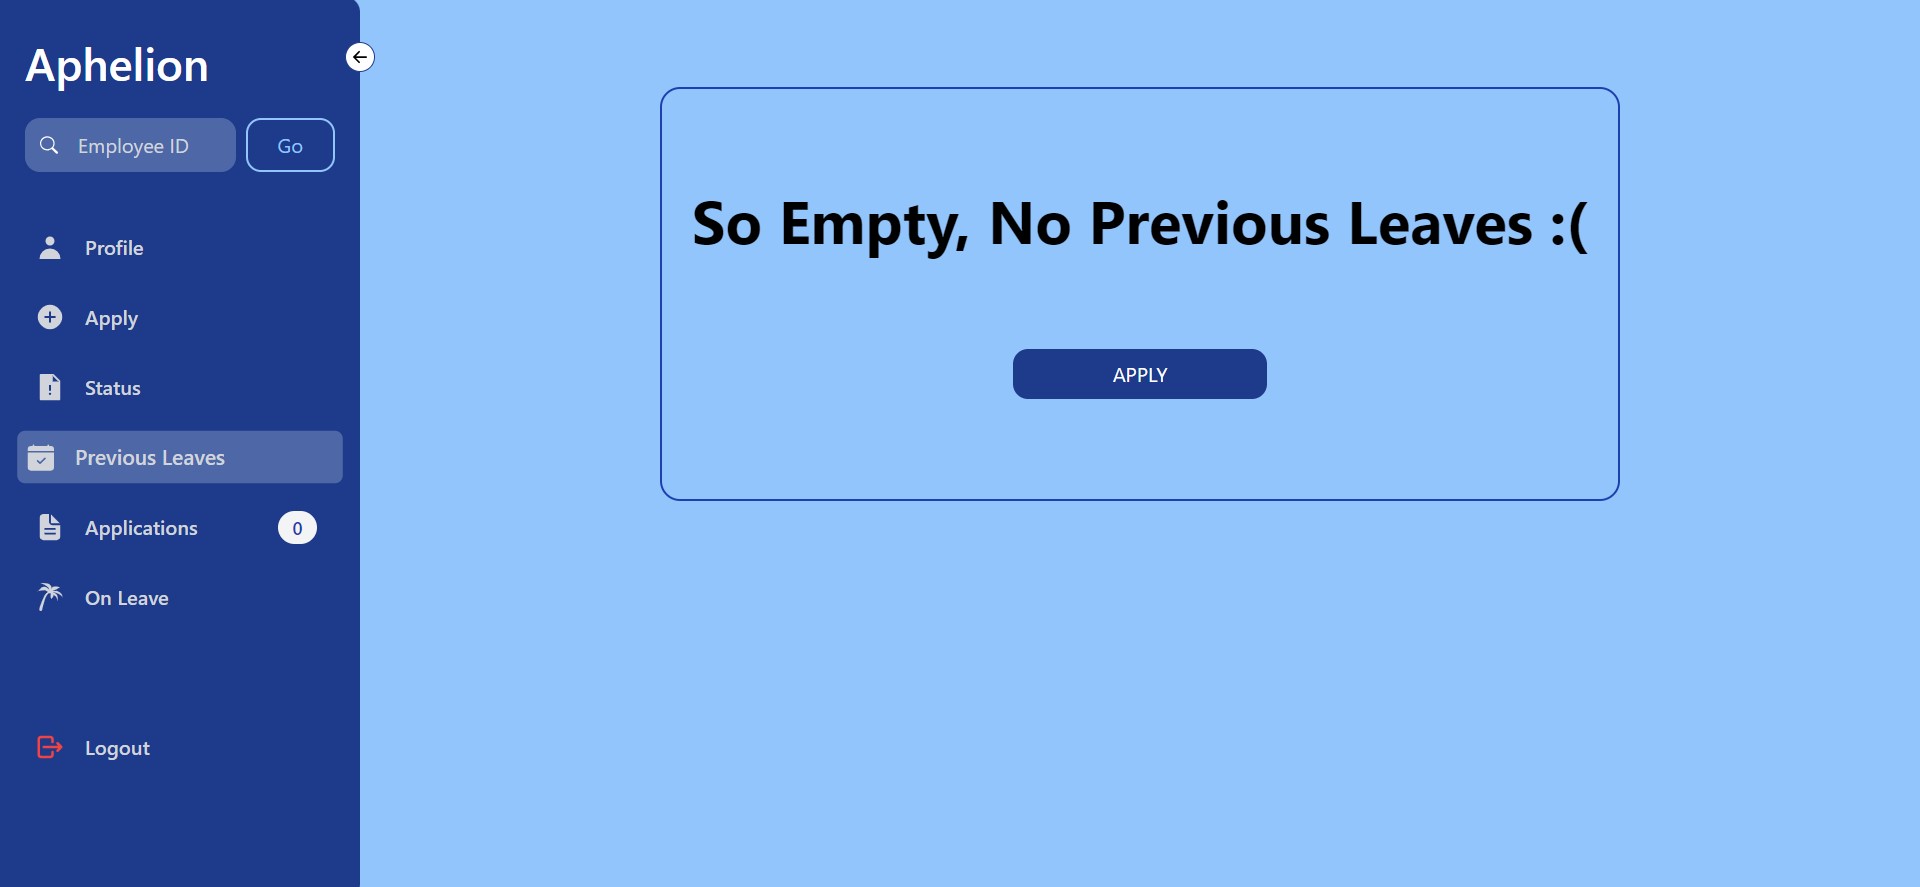 Aphelion
Employee ID
Go
Profile
Apply
Status
Previous Leaves
Applications
0
On Leave
Logout
So Empty, No Previous Leaves :(
APPLY